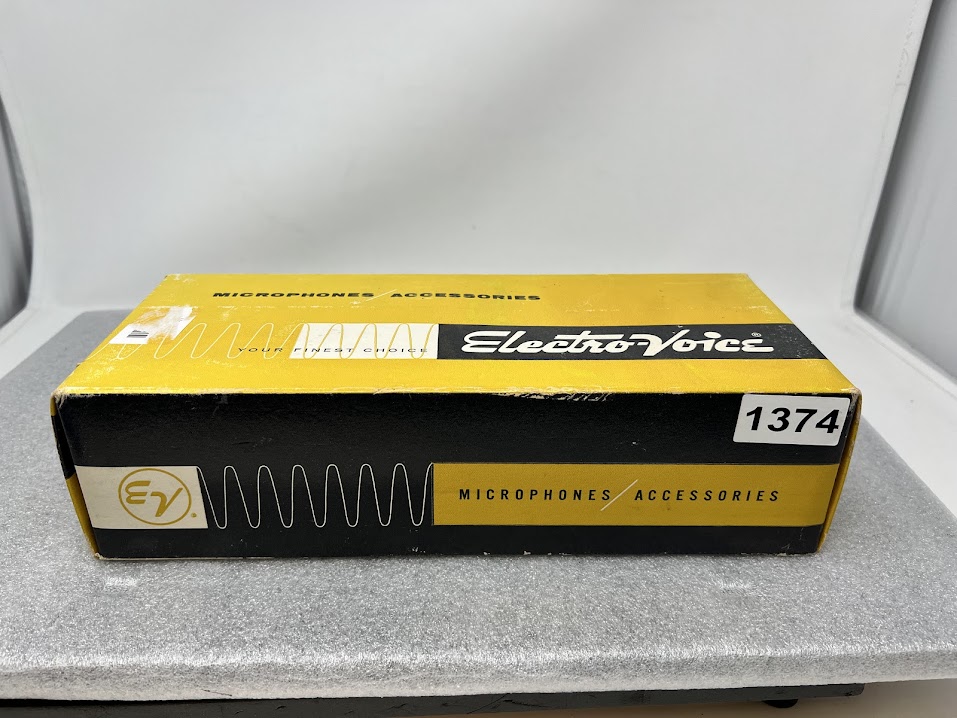 MICROPHONES/ACCESSORIES
YOUR FINEST CHOICE
Electro-Voice®
1374
EV®
MICROPHONES/ACCESSORIES